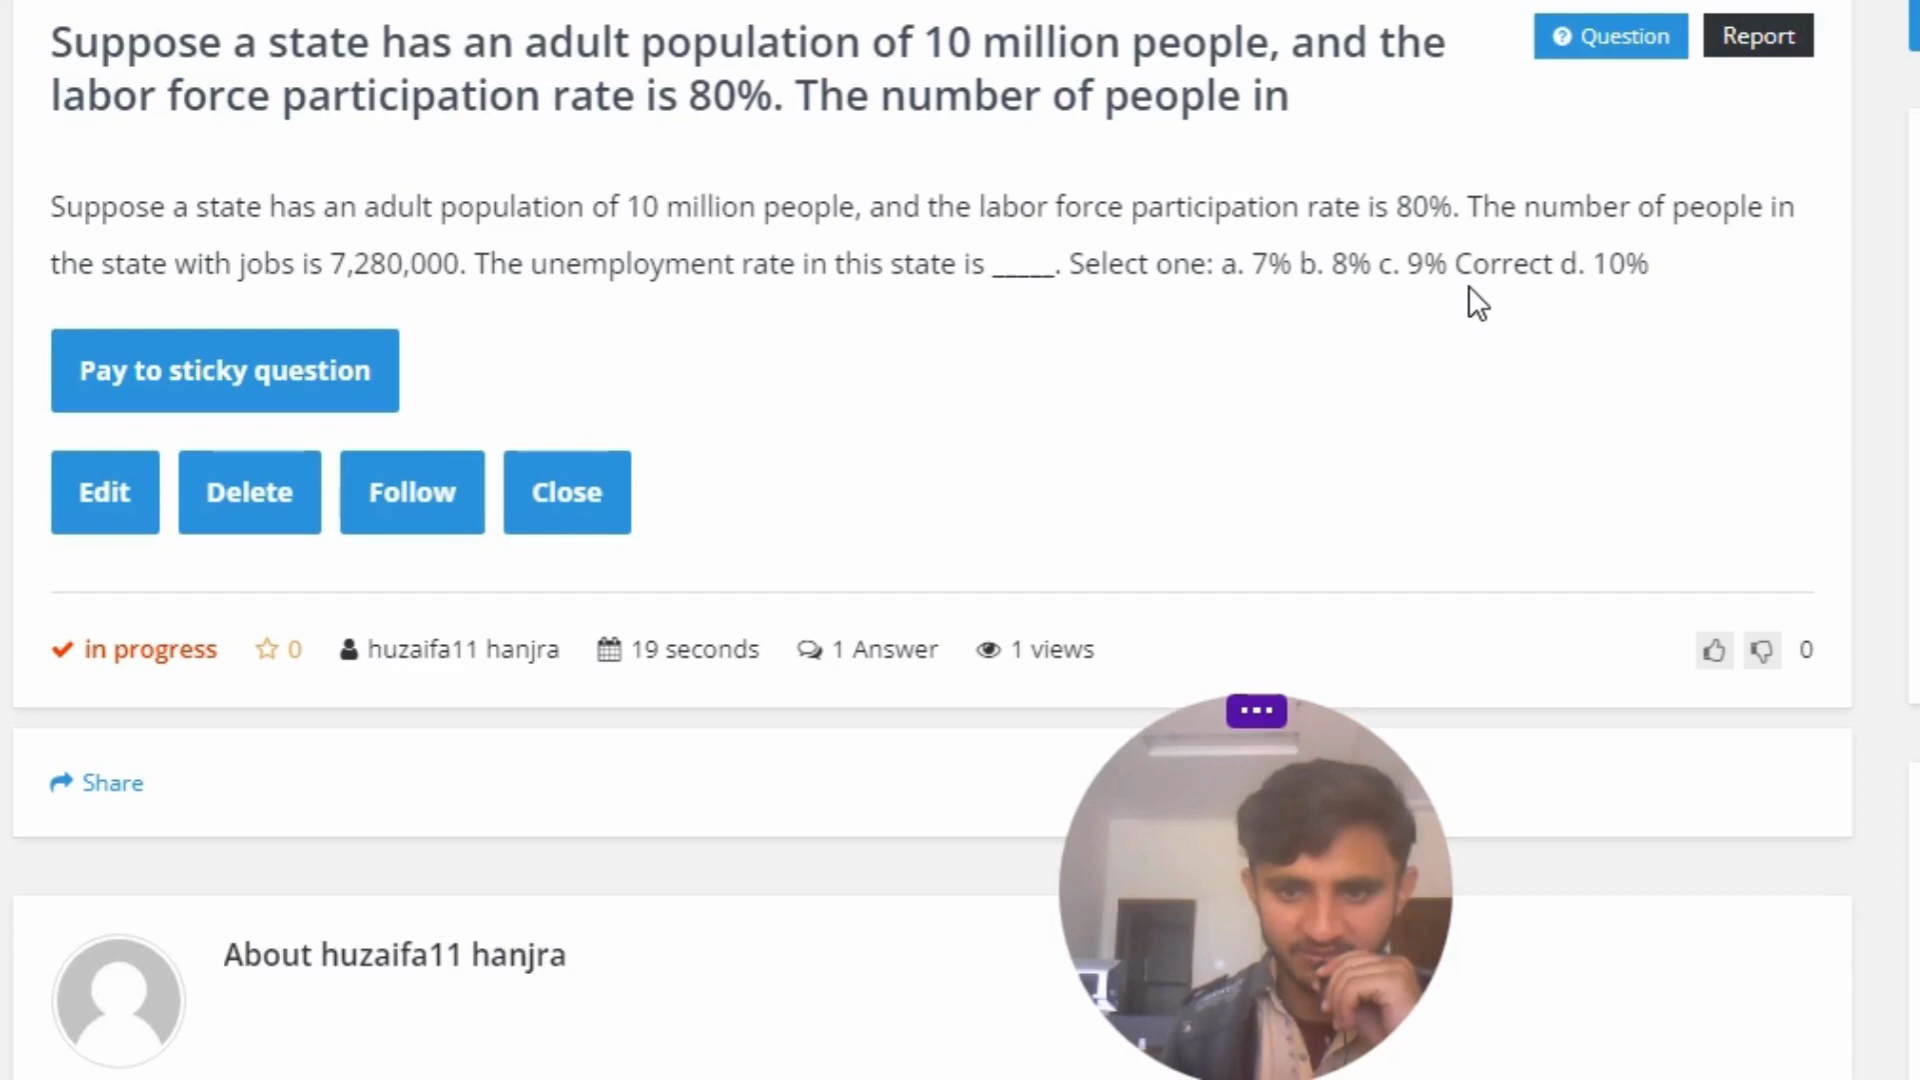 Suppose a state has an adult population of 10 million people, and the
labor force participation rate is 80%. The number of people in
Question
Report
Suppose a state has an adult population of 10 million people, and the labor force participation rate is 80%. The number of people in
the state with jobs is 7,280,000. The unemployment rate in this state is _____. Select one: a. 7% b. 8% c. 9% Correct d. 10%
Pay to sticky question
Edit
Delete
Follow
Close
in progress
0
huzaifa11 hanjra
19 seconds
1 Answer
1 views
0
Share
About huzaifa11 hanjra